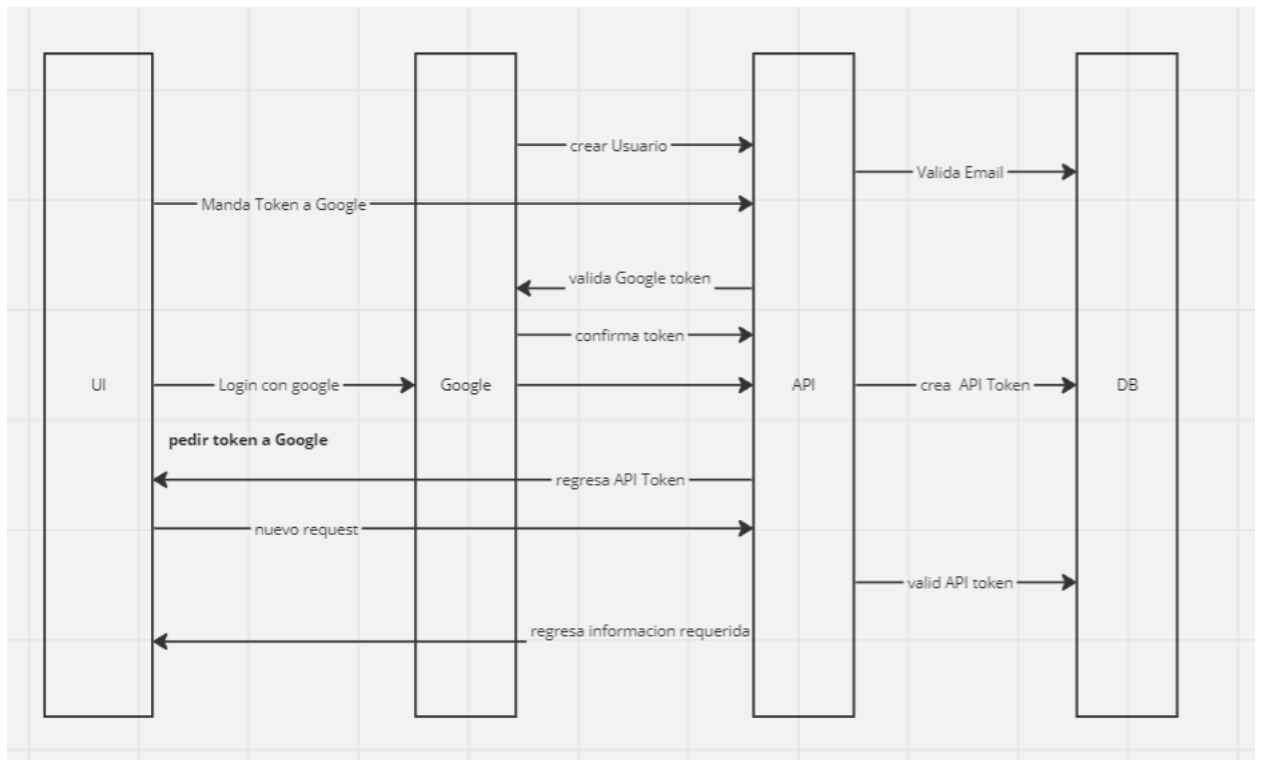 crear Usuario
Valida Email
Manda Token a Google
valida Google token
confirma token
UI
Login con google
Google
API
crea API Token
DB
pedir token a Google
regresa API Token
nuevo request
valid API token
regresa informacion requerida